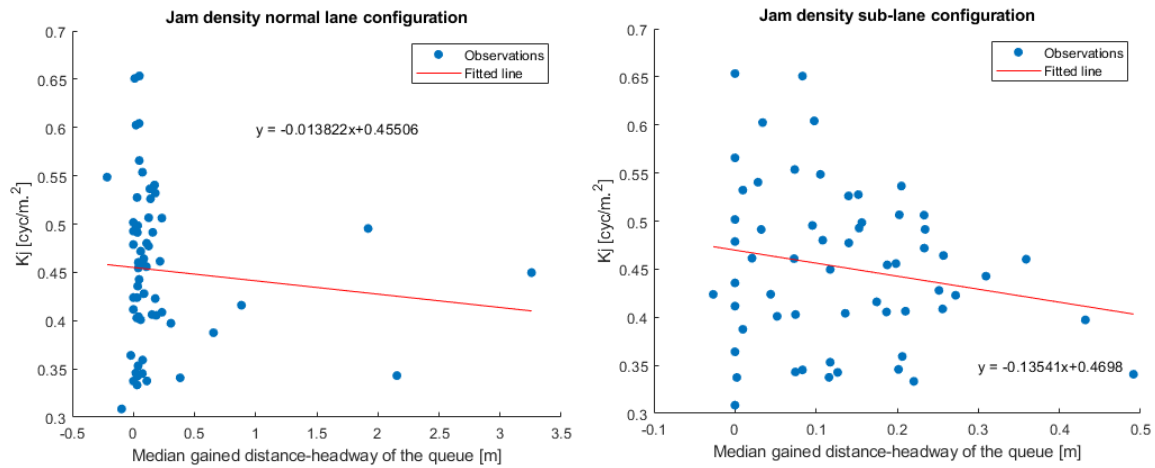 Jam density normal lane configuration
0.7
0.65
0.6
0.55
0.5
0.45
0.4
0.35
0.3
Kj [cyc/m.²]
Observations
Fitted line
y = -0.013822x+0.45506
-0.5 0 0.5 1 1.5 2 2.5 3 3.5
Median gained distance-headway of the queue [m]
Jam density sub-lane configuration
0.7
0.65
0.6
0.55
0.5
0.45
0.4
0.35
0.3
Kj [cyc/m.²]
Observations
Fitted line
y = -0.13541x+0.4698
-0.1 0 0.1 0.2 0.3 0.4 0.5
Median gained distance-headway of the queue [m]